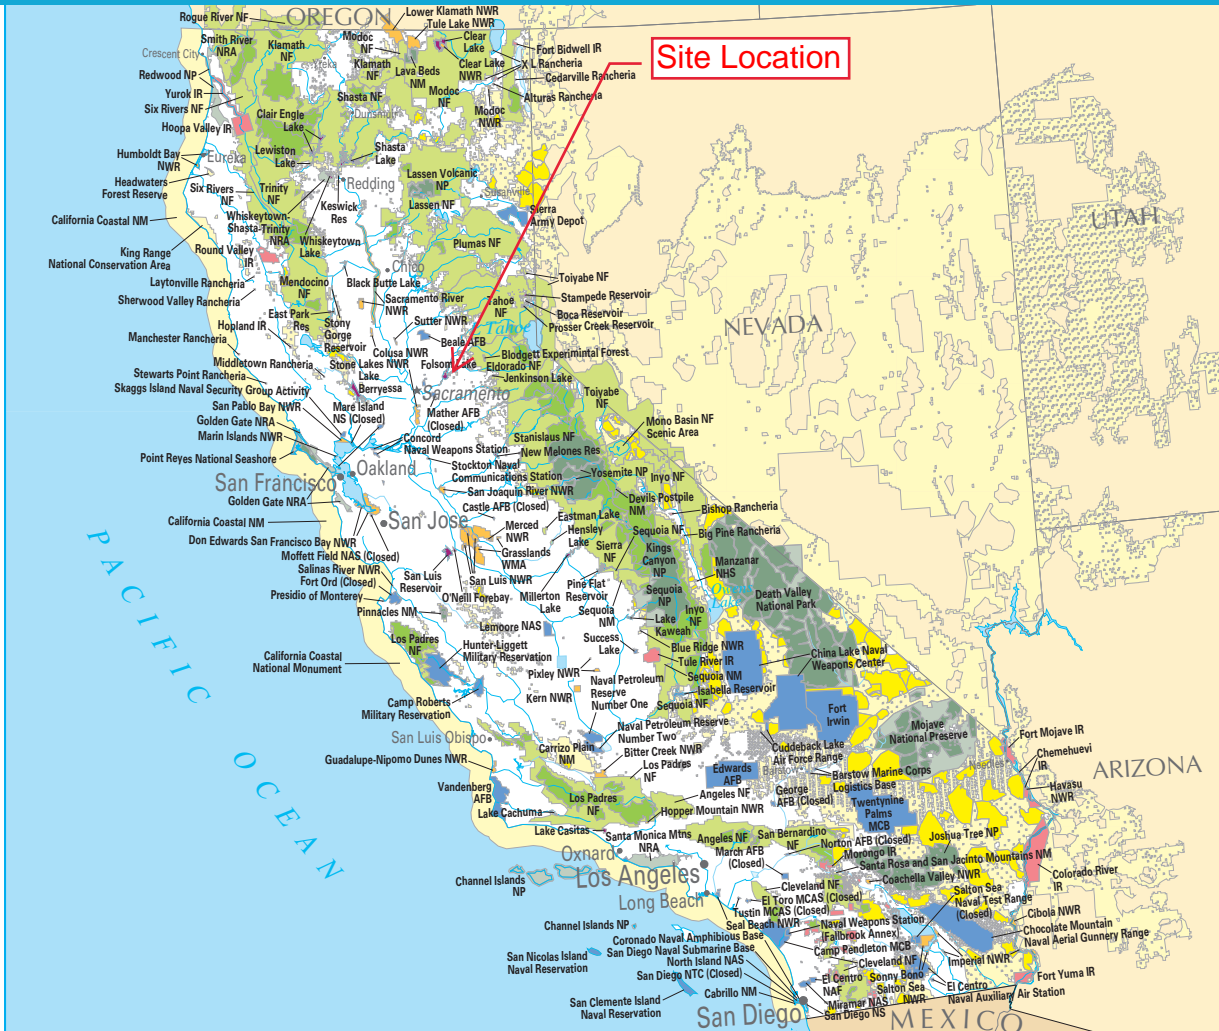 Rogue River NF
OREGON
Lower Klamath NWR
Tule Lake NWR
Smith River
NRA
Klamath
NF
Modoc
NF
Clear
Lake
Fort Bidwell IR
Site Location
Crescent City
Yreka
Klamath
NF
Lava Beds
NM
Clear Lake
NWR
X L Rancheria
Cedarville Rancheria
Redwood NP
Yurok IR
Six Rivers NF
Shasta NF
Modoc
NF
Alturas Rancheria
Hoopa Valley IR
Clair Engle
Lake
Dunsmuir
Modoc
NWR
Humboldt Bay
NWR
Eureka
Lewiston
Lake
Shasta
Lake
Headwaters
Forest Reserve
Six Rivers
NF
Trinity
NF
Redding
Lassen Volcanic
NP
Susanville
California Coastal NM
Keswick
Res
Lassen NF
Sierra
Army Depot
UTAH
Whiskeytown-
Shasta-Trinity
NRA
King Range
National Conservation Area
Round Valley
IR
Whiskeytown
Lake
Plumas NF
Chico
Laytonville Rancheria
Mendocino
NF
Black Butte Lake
Toiyabe NF
Sherwood Valley Rancheria
Sacramento River
NWR
Tahoe
NF
Stampede Reservoir
Boca Reservoir
Prosser Creek Reservoir
East Park
Res
Stony
Gorge
Reservoir
Sutter NWR
Tahoe
NEVADA
Hopland IR
Manchester Rancheria
Colusa NWR
Beale AFB
Blodgett Experimintal Forest
Middletown Rancheria
Stone Lakes NWR
Folsom Lake
Eldorado NF
Jenkinson Lake
Stewarts Point Rancheria
Lake
Berryessa
Sacramento
Toiyabe
NF
Skaggs Island Naval Security Group Activity
San Pablo Bay NWR
Mare Island
NS (Closed)
Mather AFB
(Closed)
Mono Basin NF
Scenic Area
Golden Gate NRA
Marin Islands NWR
Concord
Naval Weapons Station
Stanislaus NF
New Melones Res
Point Reyes National Seashore
Oakland
Stockton Naval
Communications Station
Yosemite NP
Inyo NF
San Francisco
San Joaquin River NWR
Golden Gate NRA
Castle AFB (Closed)
Devils Postpile
NM
Bishop Rancheria
California Coastal NM
San Jose
Merced
NWR
Eastman Lake
Hensley
Lake
Sequoia NF
Big Pine Rancheria
Don Edwards San Francisco Bay NWR
Moffett Field NAS (Closed)
Grasslands
WMA
Sierra
NF
Kings
Canyon
NP
Manzanar
NHS
Salinas River NWR
Fort Ord (Closed)
San Luis
Reservoir
San Luis NWR
Pine Flat
Reservoir
Presidio of Monterey
O'Neill Forebay
Millerton
Lake
Sequoia
NP
Owens
Lake
Death Valley
National Park
Pinnacles NM
Sequoia
NM
Inyo
NF
Lemoore NAS
Lake
Kaweah
PACIFIC OCEAN
Los Padres
NF
Hunter-Liggett
Military Reservation
Success
Lake
Blue Ridge NWR
China Lake Naval
Weapons Center
California Coastal
National Monument
Tule River IR
Pixley NWR
Sequoia NM
Camp Roberts
Military Reservation
Kern NWR
Naval Petroleum
Reserve
Number One
Isabella Reservoir
Sequoia NF
Fort
Irwin
Mojave
National Preserve
San Luis Obispo
Naval Petroleum Reserve
Number Two
Fort Mojave IR
Carrizo Plain
NM
Bitter Creek NWR
Cuddeback Lake
Air Force Range
Chemehuevi
IR
Guadalupe-Nipomo Dunes NWR
Los Padres
NF
Edwards
AFB
Barstow
Barstow Marine Corps
Logistics Base
Needles
ARIZONA
Vandenberg
AFB
Los Padres
NF
Angeles NF
George
AFB (Closed)
Twentynine
Palms
MCB
Havasu
NWR
Lake Cachuma
Hopper Mountain NWR
Lake Casitas
Santa Monica Mtns
NRA
Angeles NF
San Bernardino
NF
Norton AFB (Closed)
Joshua Tree NP
Oxnard
March AFB
(Closed)
Morongo IR
Santa Rosa and San Jacinto Mountains NM
Los Angeles
Coachella Valley NWR
Colorado River
IR
Channel Islands
NP
Cleveland NF
Salton Sea
Naval Test Range
(Closed)
Long Beach
El Toro MCAS (Closed)
Tustin MCAS (Closed)
Cibola NWR
Channel Islands NP
Seal Beach NWR
Naval Weapons Station
(Fallbrook Annex)
Chocolate Mountain
Naval Aerial Gunnery Range
Coronado Naval Amphibious Base
San Diego Naval Submarine Base
Camp Pendleton MCB
San Nicolas Island
Naval Reservation
North Island NAS
Cleveland NF
Imperial NWR
San Diego NTC (Closed)
El Centro
NAF
Sonny Bono
Salton Sea
NWR
Fort Yuma IR
El Centro
Naval Auxiliary Air Station
San Clemente Island
Naval Reservation
Cabrillo NM
Miramar NAS
San Diego NS
San Diego
MEXICO